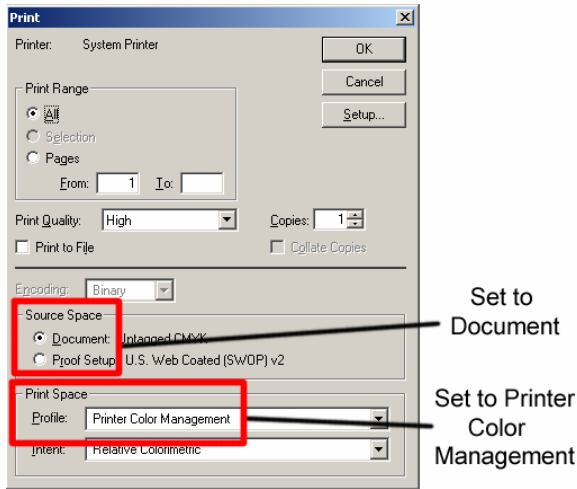 Print
Printer: System Printer
OK
Cancel
Setup...
Print Range
All
Selection
Pages
From: 1 To:
Print Quality: High
Copies: 1
Print to File
Collate Copies
Encoding: Binary
Source Space
Document: Untagged CMYK
Proof Setup: U.S. Web Coated (SWOP) v2
Print Space
Profile: Printer Color Management
Intent: Relative Colorimetric
Set to
Document
Set to Printer
Color
Management